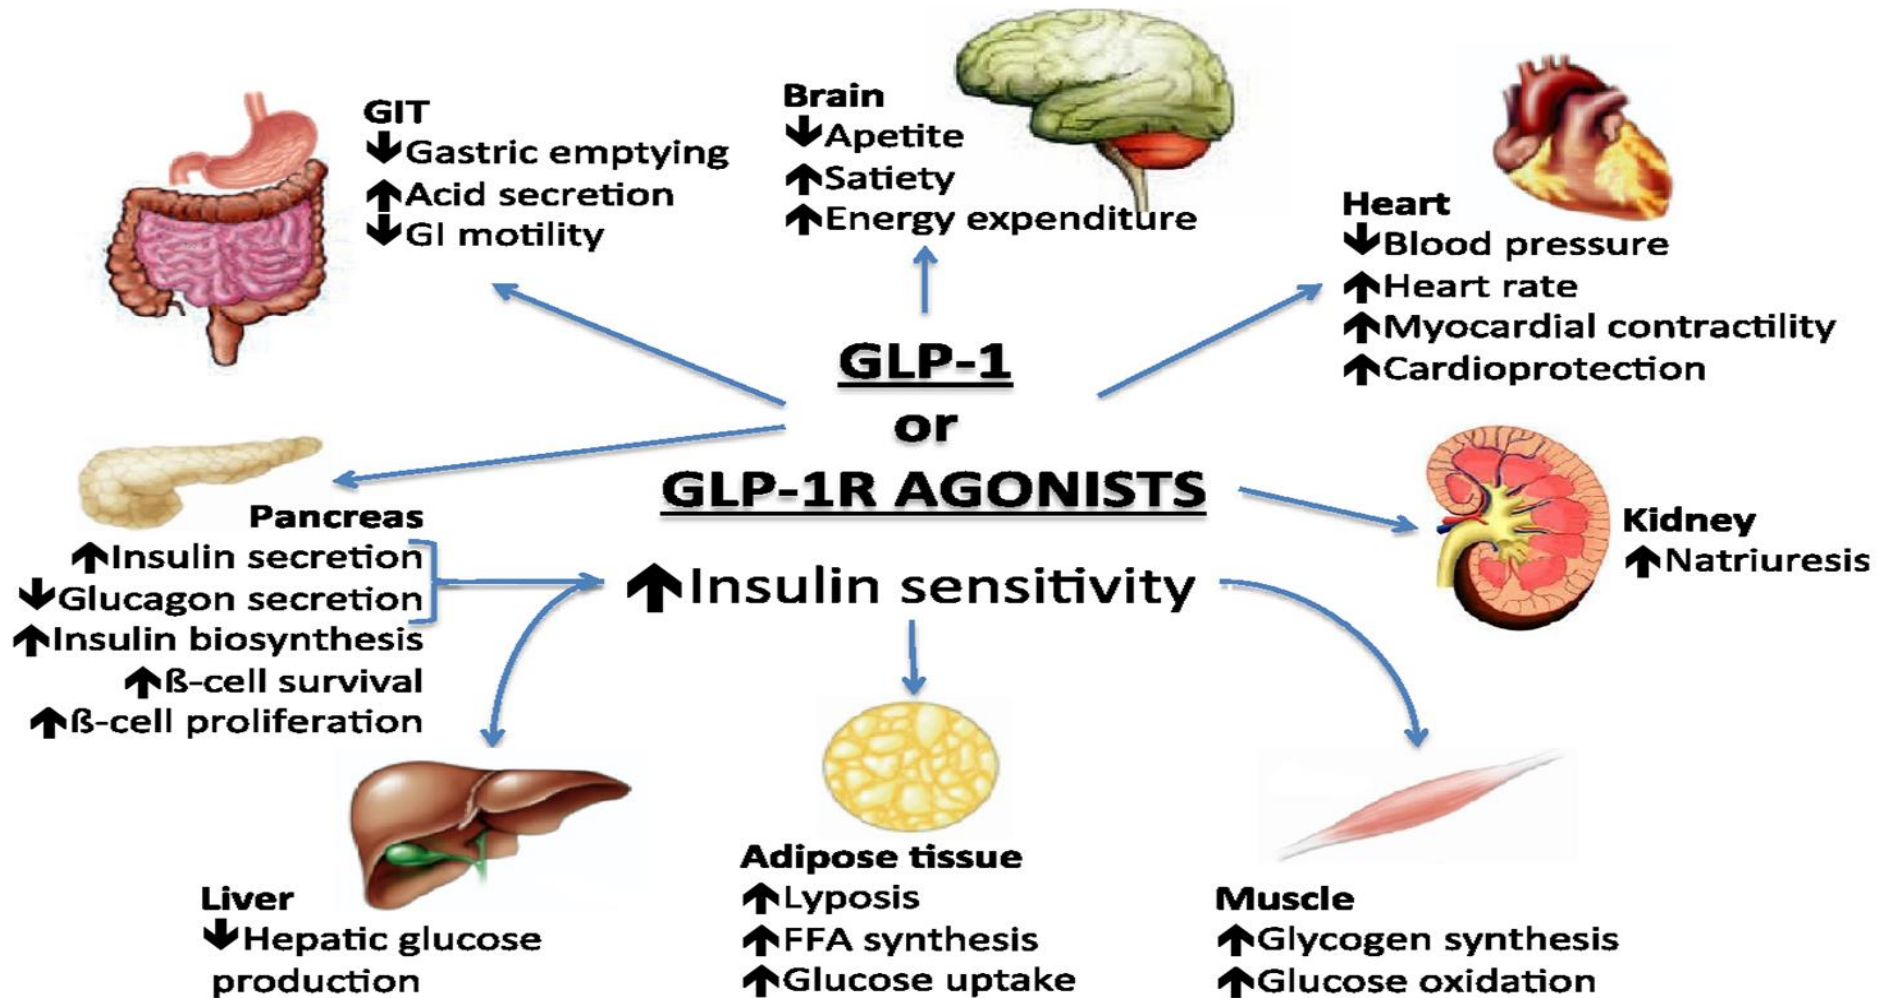 GIT
↓Gastric emptying
↑Acid secretion
↓GI motility
Brain
↓Apetite
↑Satiety
↑Energy expenditure
Heart
↓Blood pressure
↑Heart rate
↑Myocardial contractility
↑Cardioprotection
GLP-1
or
GLP-1R AGONISTS
↑Insulin sensitivity
Pancreas
↑Insulin secretion
↓Glucagon secretion
↑Insulin biosynthesis
↑ß-cell survival
↑ß-cell proliferation
Kidney
↑Natriuresis
Liver
↓Hepatic glucose
production
Adipose tissue
↑Lyposis
↑FFA synthesis
↑Glucose uptake
Muscle
↑Glycogen synthesis
↑Glucose oxidation